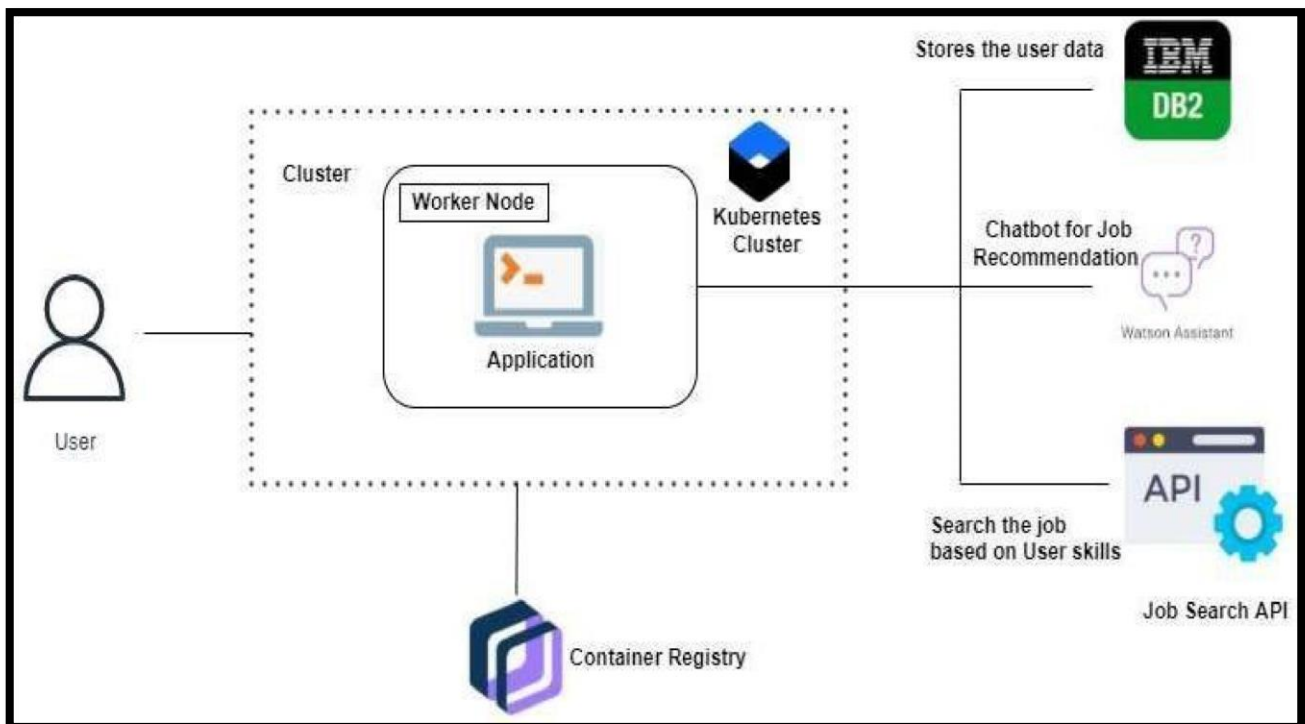 Stores the user data
IBM
DB2
Cluster
Worker Node
Kubernetes
Cluster
Application
Chatbot for Job
Recommendation
?
Watson Assistant
User
API
Search the job
based on User skills
Job Search API
Container Registry